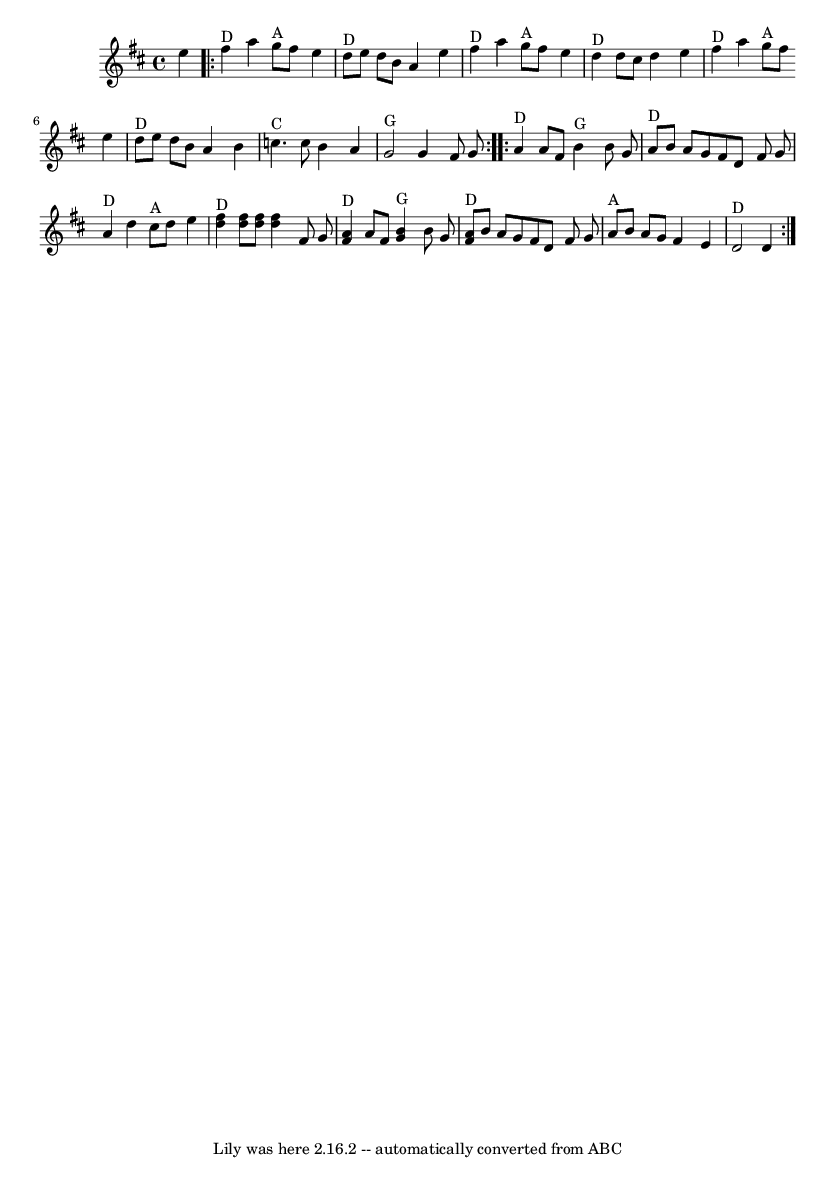 D A D D A D D A
6 D C G D G D
D A D D G D A D
Lily was here 2.16.2 -- automatically converted from ABC